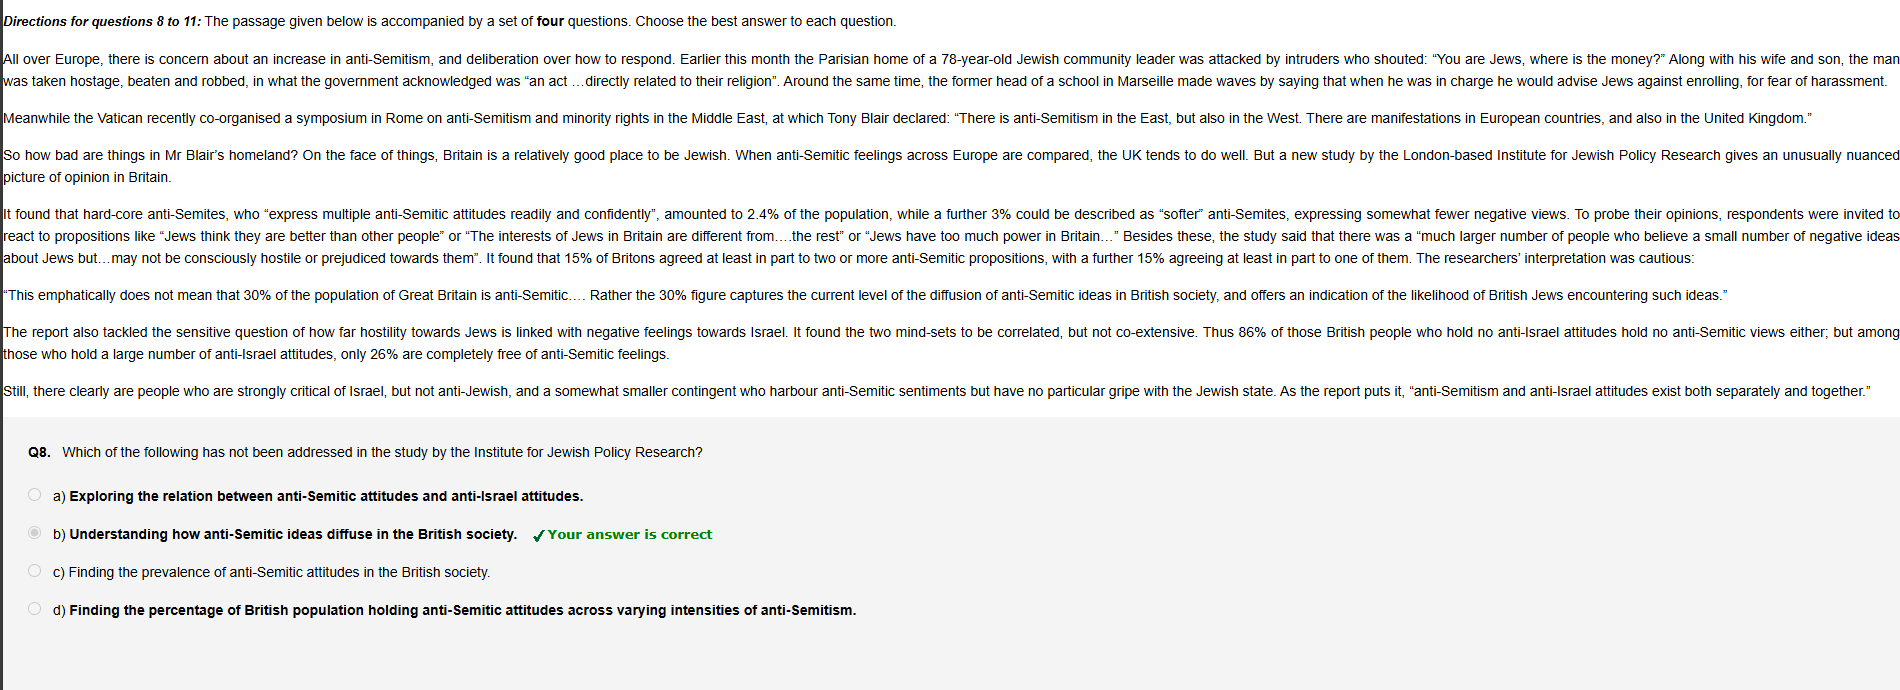 Directions for questions 8 to 11: The passage given below is accompanied by a set of four questions. Choose the best answer to each question.
All over Europe, there is concern about an increase in anti-Semitism, and deliberation over how to respond. Earlier this month the Parisian home of a 78-year-old Jewish community leader was attacked by intruders who shouted: “You are Jews, where is the money?” Along with his wife and son, the man
was taken hostage, beaten and robbed, in what the government acknowledged was “an act …directly related to their religion”. Around the same time, the former head of a school in Marseille made waves by saying that when he was in charge he would advise Jews against enrolling, for fear of harassment.
Meanwhile the Vatican recently co-organised a symposium in Rome on anti-Semitism and minority rights in the Middle East, at which Tony Blair declared: “There is anti-Semitism in the East, but also in the West. There are manifestations in European countries, and also in the United Kingdom.”
So how bad are things in Mr Blair’s homeland? On the face of things, Britain is a relatively good place to be Jewish. When anti-Semitic feelings across Europe are compared, the UK tends to do well. But a new study by the London-based Institute for Jewish Policy Research gives an unusually nuanced
picture of opinion in Britain.
It found that hard-core anti-Semites, who “express multiple anti-Semitic attitudes readily and confidently”, amounted to 2.4% of the population, while a further 3% could be described as “softer” anti-Semites, expressing somewhat fewer negative views. To probe their opinions, respondents were invited to
react to propositions like “Jews think they are better than other people” or “The interests of Jews in Britain are different from….the rest” or “Jews have too much power in Britain…” Besides these, the study said that there was a “much larger number of people who believe a small number of negative ideas
about Jews but…may not be consciously hostile or prejudiced towards them”. It found that 15% of Britons agreed at least in part to two or more anti-Semitic propositions, with a further 15% agreeing at least in part to one of them. The researchers’ interpretation was cautious:
“This emphatically does not mean that 30% of the population of Great Britain is anti-Semitic…. Rather the 30% figure captures the current level of the diffusion of anti-Semitic ideas in British society, and offers an indication of the likelihood of British Jews encountering such ideas.”
The report also tackled the sensitive question of how far hostility towards Jews is linked with negative feelings towards Israel. It found the two mind-sets to be correlated, but not co-extensive. Thus 86% of those British people who hold no anti-Israel attitudes hold no anti-Semitic views either; but among
those who hold a large number of anti-Israel attitudes, only 26% are completely free of anti-Semitic feelings.
Still, there clearly are people who are strongly critical of Israel, but not anti-Jewish, and a somewhat smaller contingent who harbour anti-Semitic sentiments but have no particular gripe with the Jewish state. As the report puts it, “anti-Semitism and anti-Israel attitudes exist both separately and together.”
Q8. Which of the following has not been addressed in the study by the Institute for Jewish Policy Research?
a) Exploring the relation between anti-Semitic attitudes and anti-Israel attitudes.
b) Understanding how anti-Semitic ideas diffuse in the British society. ✓Your answer is correct
c) Finding the prevalence of anti-Semitic attitudes in the British society.
d) Finding the percentage of British population holding anti-Semitic attitudes across varying intensities of anti-Semitism.